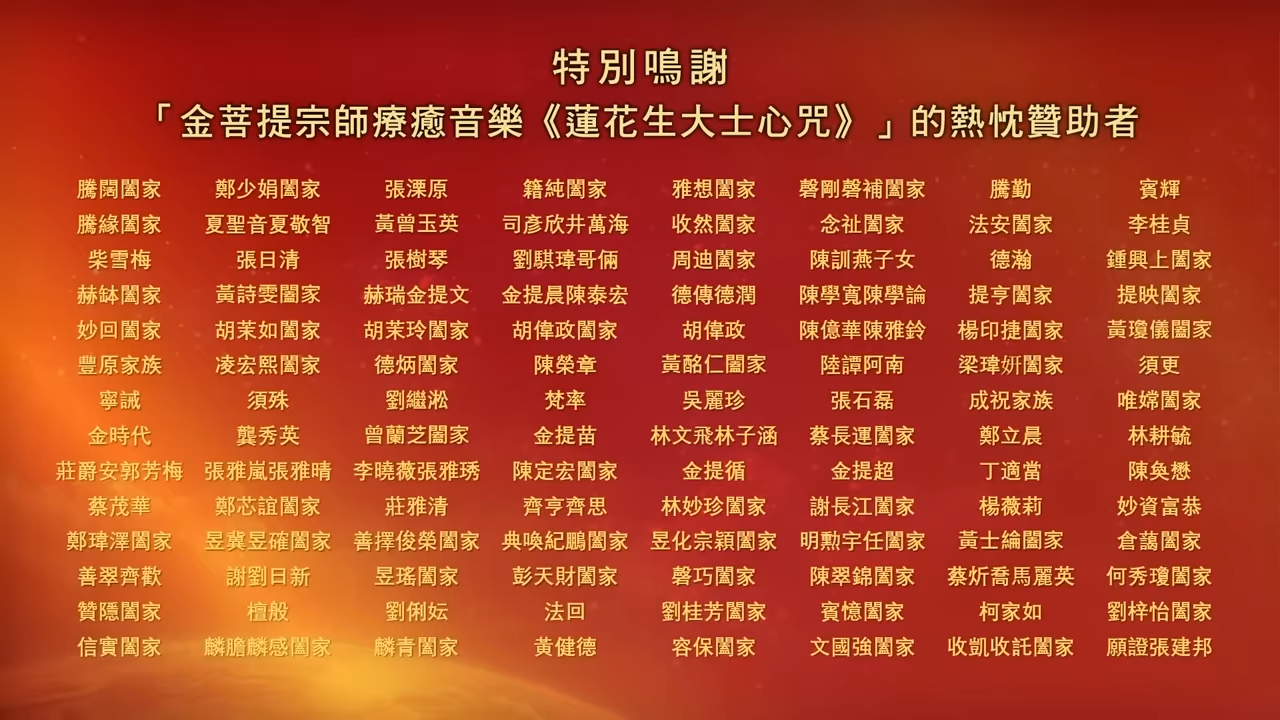 特別鳴謝
「金菩提宗師療癒音樂《蓮花生大士心咒》」的熱忱贊助者
騰闊闔家 鄭少娟闔家 張溧原 籍純闔家 雅想闔家 磬剛磬補闔家 騰勤 賓輝
騰緣闔家 夏聖音夏敬智 黃曾玉英 司彥欣井萬海 收然闔家 念祉闔家 法安闔家 李桂貞
柴雪梅 張日清 張樹琴 劉騏瑋哥倆 周迪闔家 陳訓燕子女 德瀚 鍾興上闔家
赫缽闔家 黃詩雯闔家 赫瑞金提文 金提晨陳泰宏 德傳德潤 陳學寬陳學論 提亨闔家 提映闔家
妙回闔家 胡茉如闔家 胡茉玲闔家 胡偉政闔家 胡偉政 陳億華陳雅鈴 楊印捷闔家 黃瓊儀闔家
豐原家族 凌宏熙闔家 德炳闔家 陳榮章 黃酩仁闔家 陸譚阿南 梁瑋姸闔家 須更
寧誠 須殊 劉繼淞 梵率 吳麗珍 張石磊 成祝家族 唯嫦闔家
金時代 龔秀英 曾蘭芝闔家 金提苗 林文飛林子涵 蔡長運闔家 鄭立晨 林耕毓
莊爵安郭芳梅 張雅嵐張雅晴 李曉薇張雅琇 陳定宏闔家 金提循 金提超 丁適當 陳奐懋
蔡茂華 鄭芯誼闔家 莊雅清 齊亨齊思 林妙珍闔家 謝長江闔家 楊薇莉 妙資富恭
鄭瑋澤闔家 昱冀昱確闔家 善擇俊榮闔家 典喚紀鵬闔家 昱化宗穎闔家 明勲宇任闔家 黃士綸闔家 倉藹闔家
善翠齊歡 謝劉日新 昱瑤闔家 彭天財闔家 磬巧闔家 陳翠錦闔家 蔡炘喬馬麗英 何秀瓊闔家
贊隱闔家 檀般 劉俐妘 法回 劉桂芳闔家 賓憶闔家 柯家如 劉梓怡闔家
信實闔家 麟膽麟感闔家 麟青闔家 黃健德 容保闔家 文國強闔家 收凱收託闔家 願證張建邦